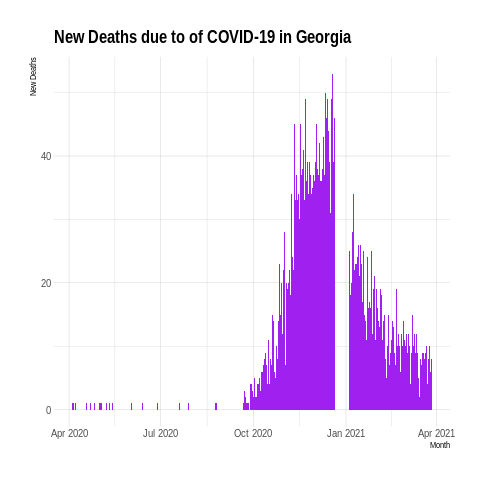 New Deaths due to of COVID-19 in Georgia
New Deaths
40
20
0
Apr 2020 Jul 2020 Oct 2020 Jan 2021 Apr 2021
Month